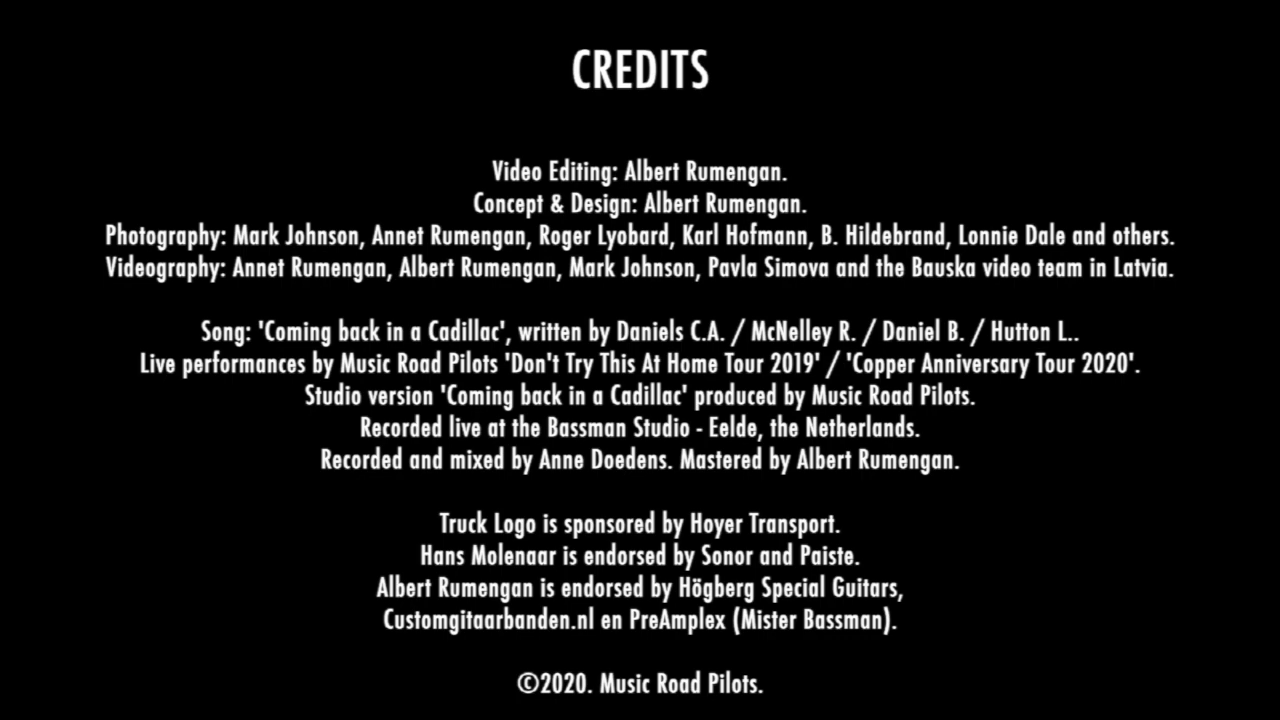 CREDITS
Video Editing: Albert Rumengan.
Concept & Design: Albert Rumengan.
Photography: Mark Johnson, Annet Rumengan, Roger Lyobard, Karl Hofmann, B. Hildebrand, Lonnie Dale and others.
Videography: Annet Rumengan, Albert Rumengan, Mark Johnson, Pavla Simova and the Bauska video team in Latvia.
Song: 'Coming back in a Cadillac', written by Daniels C.A. / McNelley R. / Daniel B. / Hutton L..
Live performances by Music Road Pilots 'Don't Try This At Home Tour 2019' / 'Copper Anniversary Tour 2020'.
Studio version 'Coming back in a Cadillac' produced by Music Road Pilots.
Recorded live at the Bassman Studio - Eelde, the Netherlands.
Recorded and mixed by Anne Doedens. Mastered by Albert Rumengan.
Truck Logo is sponsored by Hoyer Transport.
Hans Molenaar is endorsed by Sonor and Paiste.
Albert Rumengan is endorsed by Högberg Special Guitars,
Customgitaarbanden.nl en PreAmplex (Mister Bassman).
©2020. Music Road Pilots.